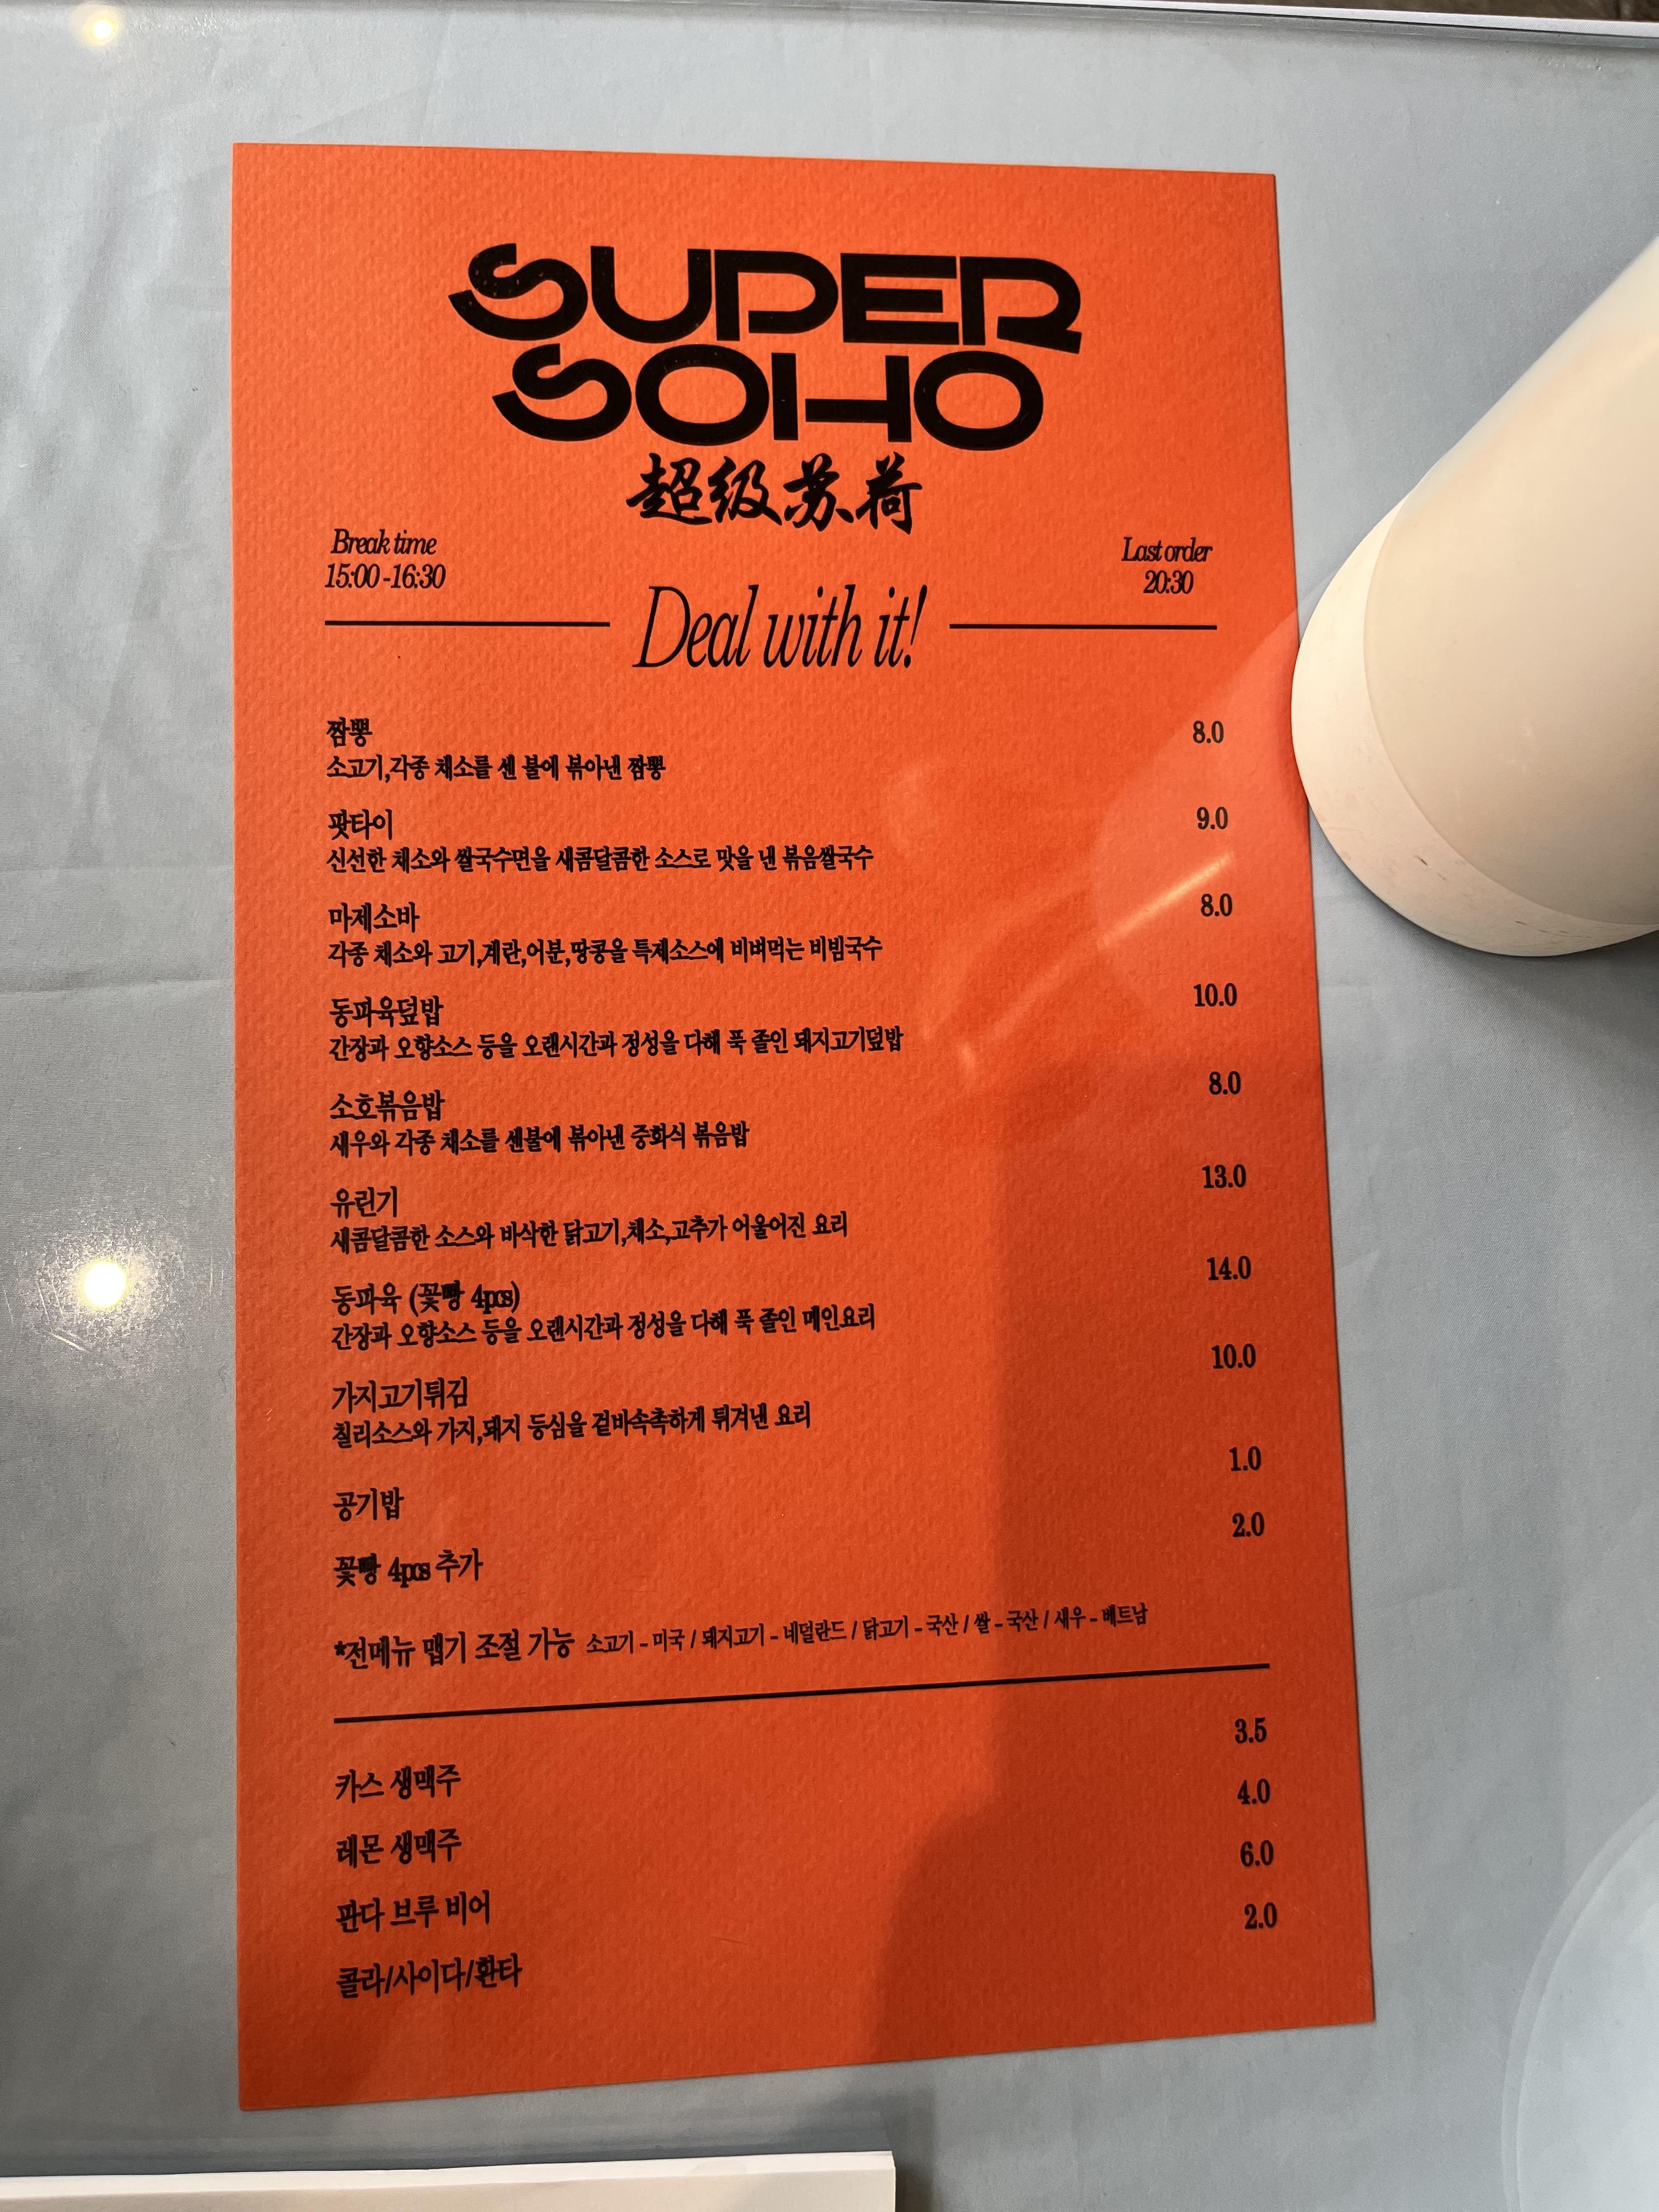 SUPER
SOHO
超级苏荷
Break time
15:00 -16:30
Last order
20:30
Deal with it!
짬뽕 8.0
소고기,각종 채소를 센 불에 볶아낸 짬뽕
팟타이 9.0
신선한 채소와 쌀국수면을 새콤달콤한 소스로 맛을 낸 볶음쌀국수
마제소바 8.0
각종 채소와 고기,계란,어분,땅콩을 특제소스에 비벼먹는 비빔국수
동파육덮밥 10.0
간장과 오향소스 등을 오랜시간과 정성을 다해 푹 졸인 돼지고기덮밥
소호볶음밥 8.0
새우와 각종 채소를 센불에 볶아낸 중화식 볶음밥
유린기 13.0
새콤달콤한 소스와 바삭한 닭고기,채소,고추가 어울어진 요리
동파육 (꽃빵 4pcs) 14.0
간장과 오향소스 등을 오랜시간과 정성을 다해 푹 졸인 메인요리
가지고기튀김 10.0
칠리소스와 가지,돼지 등심을 겉바속촉하게 튀겨낸 요리
공기밥 1.0
꽃빵 4pcs 추가 2.0
*전메뉴 맵기 조절 가능 소고기 - 미국 / 돼지고기 - 네덜란드 / 닭고기 - 국산 / 쌀 - 국산 / 새우 - 베트남
카스 생맥주 3.5
레몬 생맥주 4.0
판다 브루 비어 6.0
콜라/사이다/환타 2.0